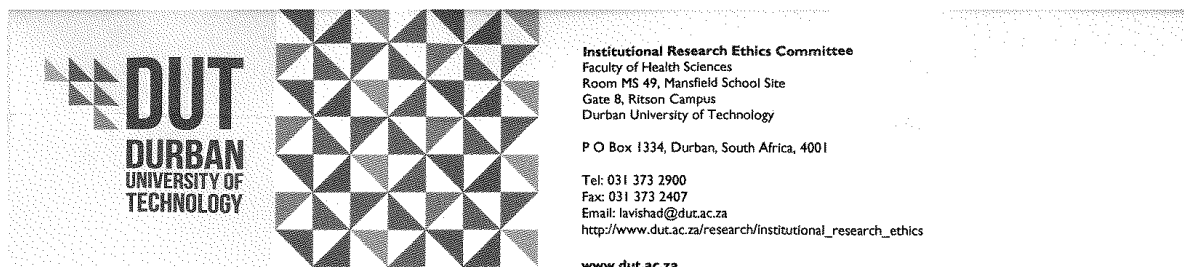 DUT
DURBAN
UNIVERSITY OF
TECHNOLOGY
Institutional Research Ethics Committee
Faculty of Health Sciences
Room MS 49, Mansfield School Site
Gate 8, Ritson Campus
Durban University of Technology
P O Box 1334, Durban, South Africa, 4001
Tel: 031 373 2900
Fax: 031 373 2407
Email: lavishad@dut.ac.za
http://www.dut.ac.za/research/institutional_research_ethics
www.dut.ac.za